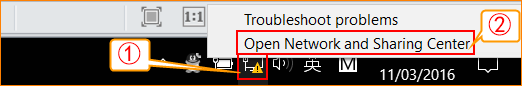 1:1
Troubleshoot problems
②
Open Network and Sharing Center
①
英
M
11/03/2016